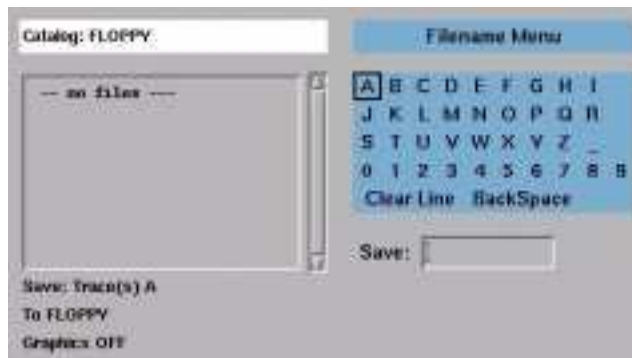 Catalog: FLOPPY
Filename Menu
-- no files ---
A B C D E F G H I
J K L M N O P Q R
S T U V W X Y Z _
0 1 2 3 4 5 6 7 8 9
Clear Line BackSpace
Save:
Save: Trace(s) A
To FLOPPY
Graphics OFF